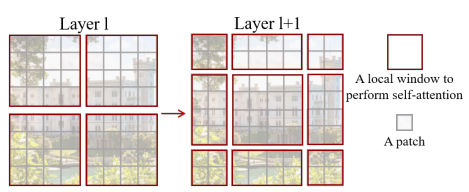 Layer l
Layer l+1
A local window to
perform self-attention
A patch